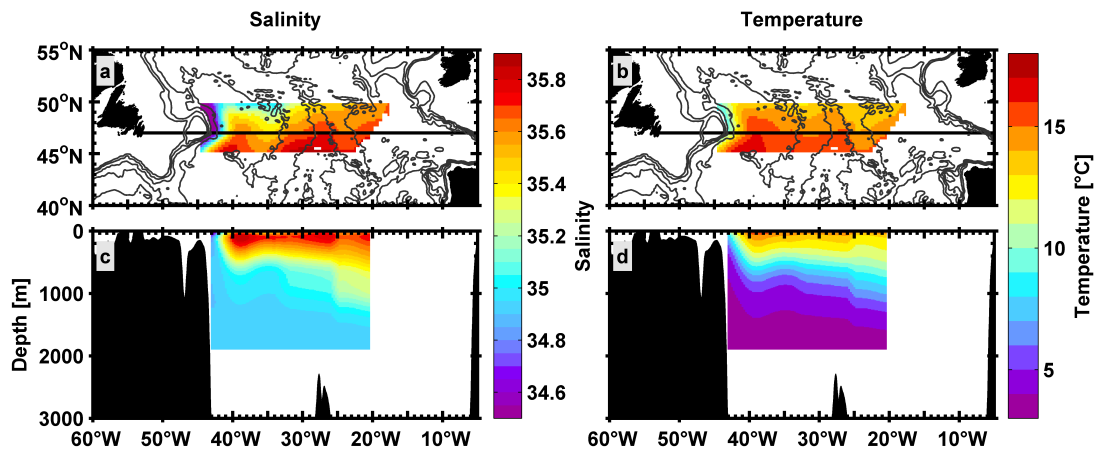 Salinity
Temperature
55°N
50°N
45°N
40°N
a
b
35.8
35.6
35.4
35.2
35
34.8
34.6
Salinity
15
10
5
Temperature [°C]
0
1000
2000
3000
Depth [m]
c
d
60°W 50°W 40°W 30°W 20°W 10°W
60°W 50°W 40°W 30°W 20°W 10°W